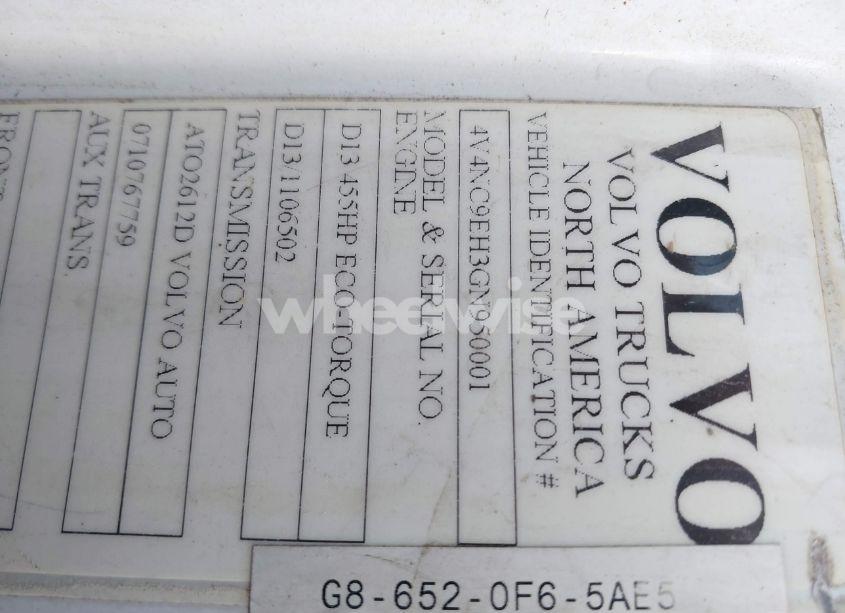 VOLVO
VOLVO TRUCKS
NORTH AMERICA
VEHICLE IDENTIFICATION #
4V4NC9EH3GN950001
MODEL & SERIAL NO.
ENGINE
D13 455HP ECO-TORQUE
D13/1106502
TRANSMISSION
ATO2612D VOLVO AUTO
0710767759
AUX TRANS.
G8-652-0F6-5AE5
wheelwise